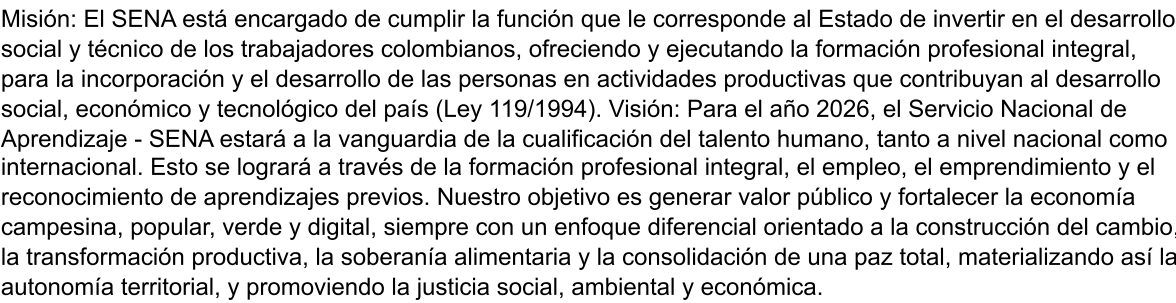 Misión: El SENA está encargado de cumplir la función que le corresponde al Estado de invertir en el desarrollo
social y técnico de los trabajadores colombianos, ofreciendo y ejecutando la formación profesional integral,
para la incorporación y el desarrollo de las personas en actividades productivas que contribuyan al desarrollo
social, económico y tecnológico del país (Ley 119/1994). Visión: Para el año 2026, el Servicio Nacional de
Aprendizaje - SENA estará a la vanguardia de la cualificación del talento humano, tanto a nivel nacional como
internacional. Esto se logrará a través de la formación profesional integral, el empleo, el emprendimiento y el
reconocimiento de aprendizajes previos. Nuestro objetivo es generar valor público y fortalecer la economía
campesina, popular, verde y digital, siempre con un enfoque diferencial orientado a la construcción del cambio,
la transformación productiva, la soberanía alimentaria y la consolidación de una paz total, materializando así la
autonomía territorial, y promoviendo la justicia social, ambiental y económica.